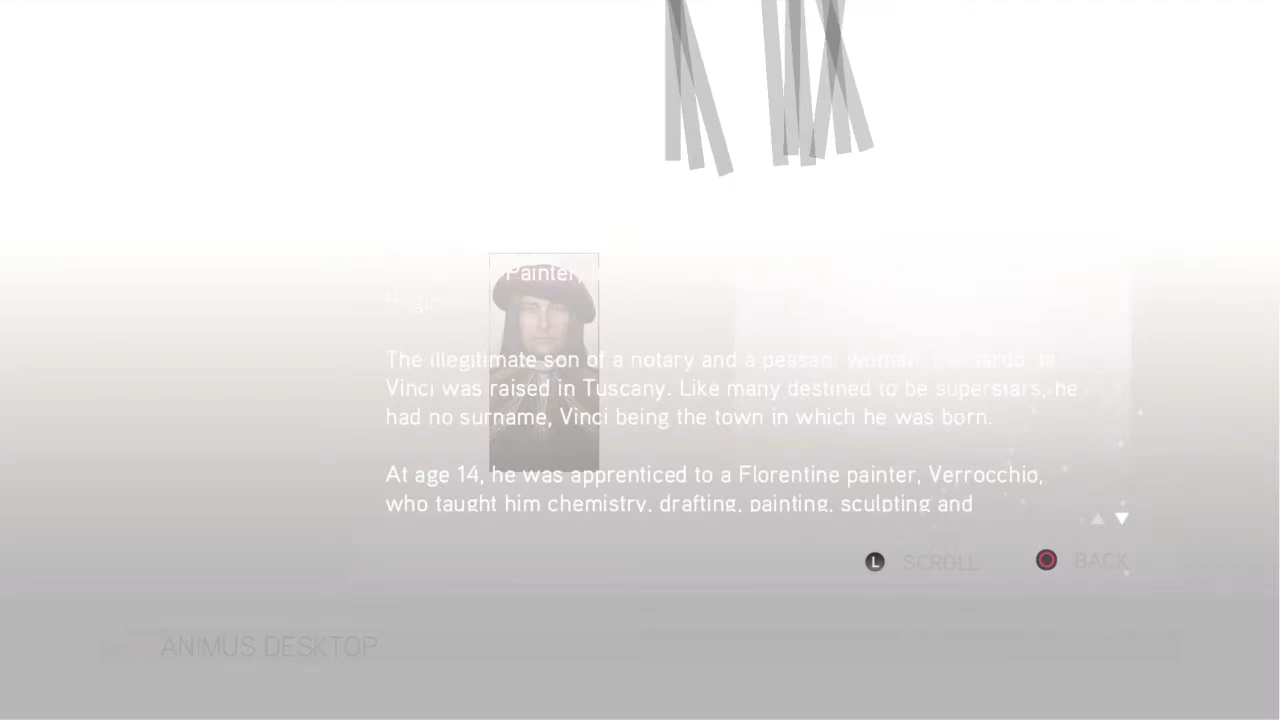 Painter,
The illegitimate son of a notary and a peasant woman,
Vinci was raised in Tuscany. Like many destined to be superstars, he
had no surname, Vinci being the town in which he was born.
At age 14, he was apprenticed to a Florentine painter, Verrocchio,
who taught him chemistry, drafting, painting, sculpting and
L SCROLL BACK
ANIMUS DESKTOP